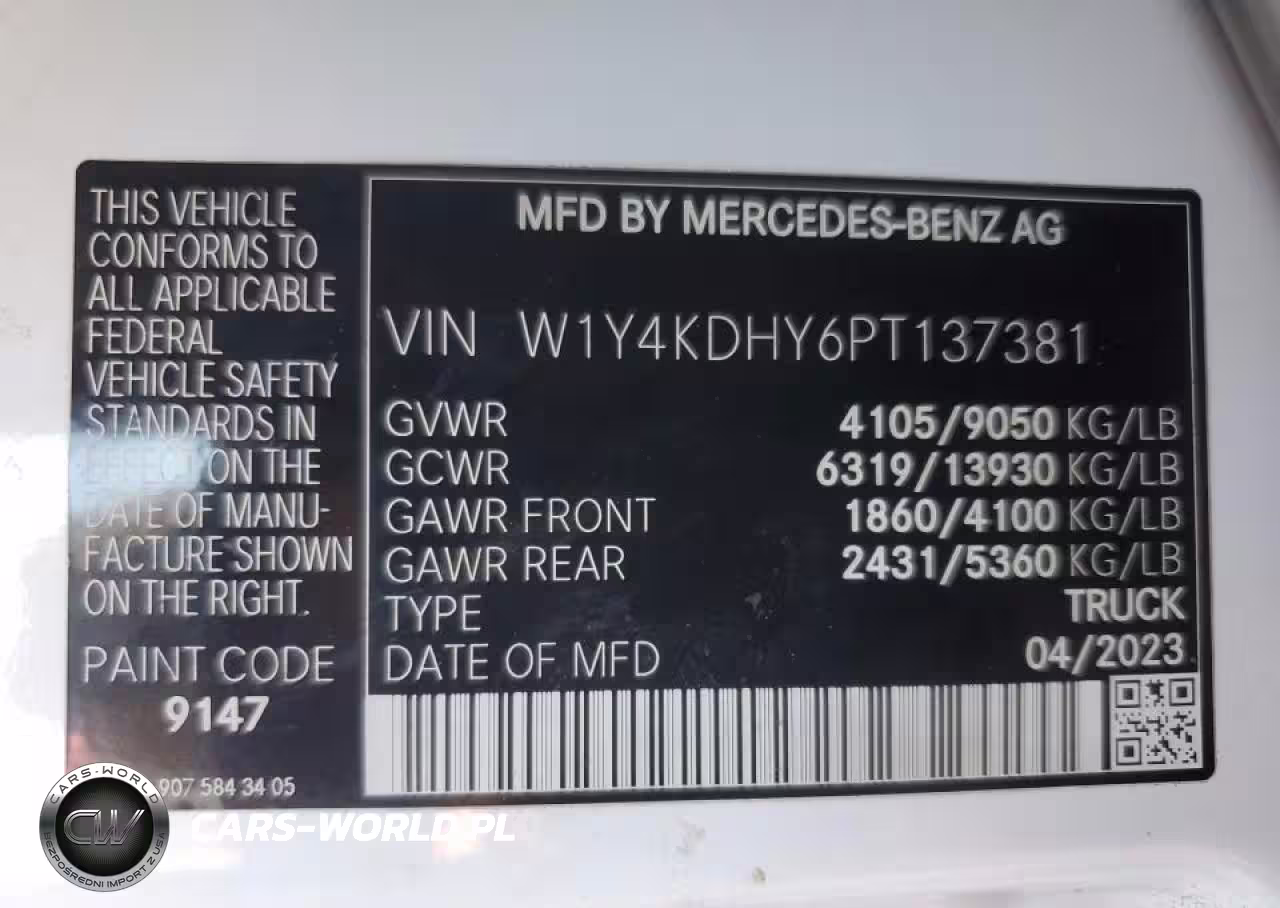 THIS VEHICLE
CONFORMS TO
ALL APPLICABLE
FEDERAL
VEHICLE SAFETY
STANDARDS IN
EFFECT ON THE
DATE OF MANU-
FACTURE SHOWN
ON THE RIGHT.
PAINT CODE
9147
907 584 34 05
MFD BY MERCEDES-BENZ AG
VIN W1Y4KDHY6PT137381
GVWR 4105/9050 KG/LB
GCWR 6319/13930 KG/LB
GAWR FRONT 1860/4100 KG/LB
GAWR REAR 2431/5360 KG/LB
TYPE TRUCK
DATE OF MFD 04/2023
CARS-WORLD
CW
BEZPOŚREDNI IMPORT Z USA
CARS-WORLD.PL